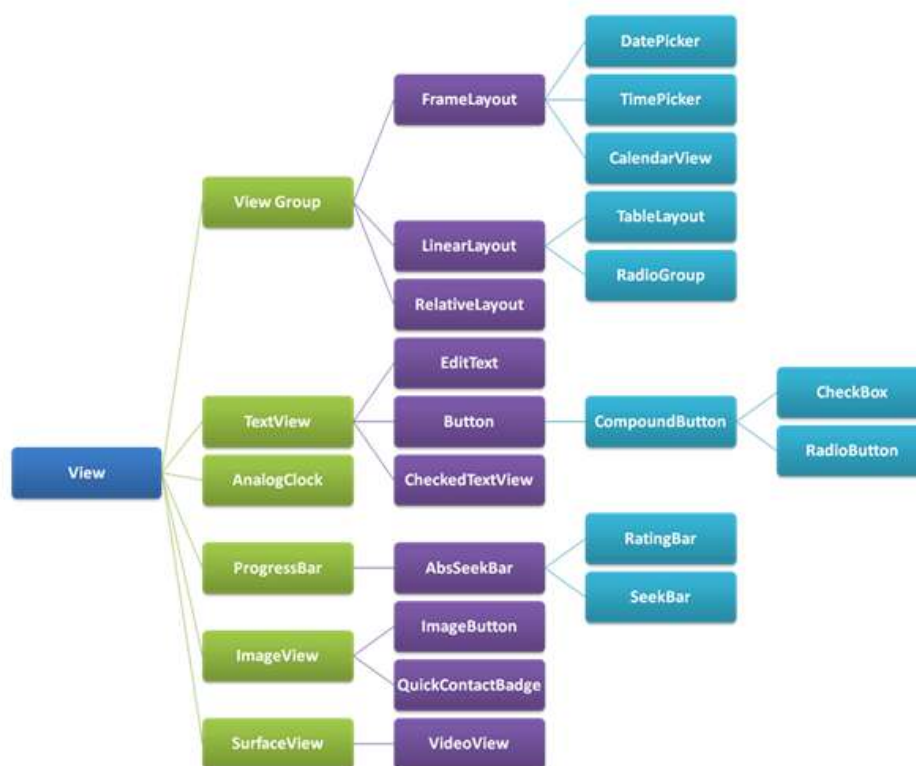 DatePicker
FrameLayout
TimePicker
CalendarView
View Group
TableLayout
LinearLayout
RadioGroup
RelativeLayout
EditText
CheckBox
TextView
Button
CompoundButton
RadioButton
View
AnalogClock
CheckedTextView
RatingBar
ProgressBar
AbsSeekBar
SeekBar
ImageButton
ImageView
QuickContactBadge
SurfaceView
VideoView